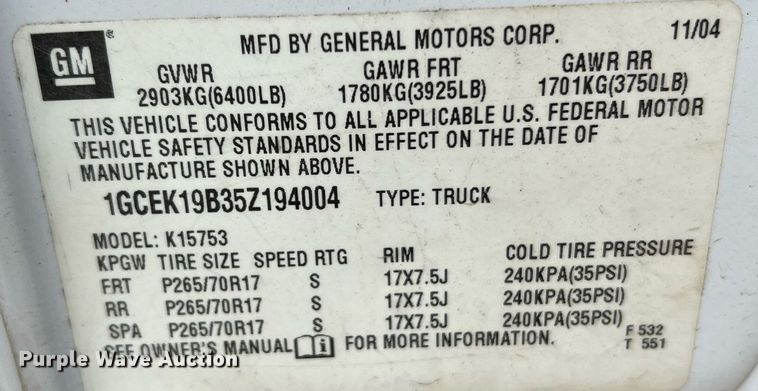 GM
MFD BY GENERAL MOTORS CORP. 11/04
GVWR GAWR FRT GAWR RR
2903KG(6400LB) 1780KG(3925LB) 1701KG(3750LB)
THIS VEHICLE CONFORMS TO ALL APPLICABLE U.S. FEDERAL MOTOR
VEHICLE SAFETY STANDARDS IN EFFECT ON THE DATE OF
MANUFACTURE SHOWN ABOVE.
1GCEK19B35Z194004 TYPE: TRUCK
MODEL: K15753
KPGW TIRE SIZE SPEED RTG RIM COLD TIRE PRESSURE
FRT P265/70R17 S 17X7.5J 240KPA(35PSI)
RR P265/70R17 S 17X7.5J 240KPA(35PSI)
SPA P265/70R17 S 17X7.5J 240KPA(35PSI)
SEE OWNER'S MANUAL FOR MORE INFORMATION. F 532
T 551
Purple Wave Auction